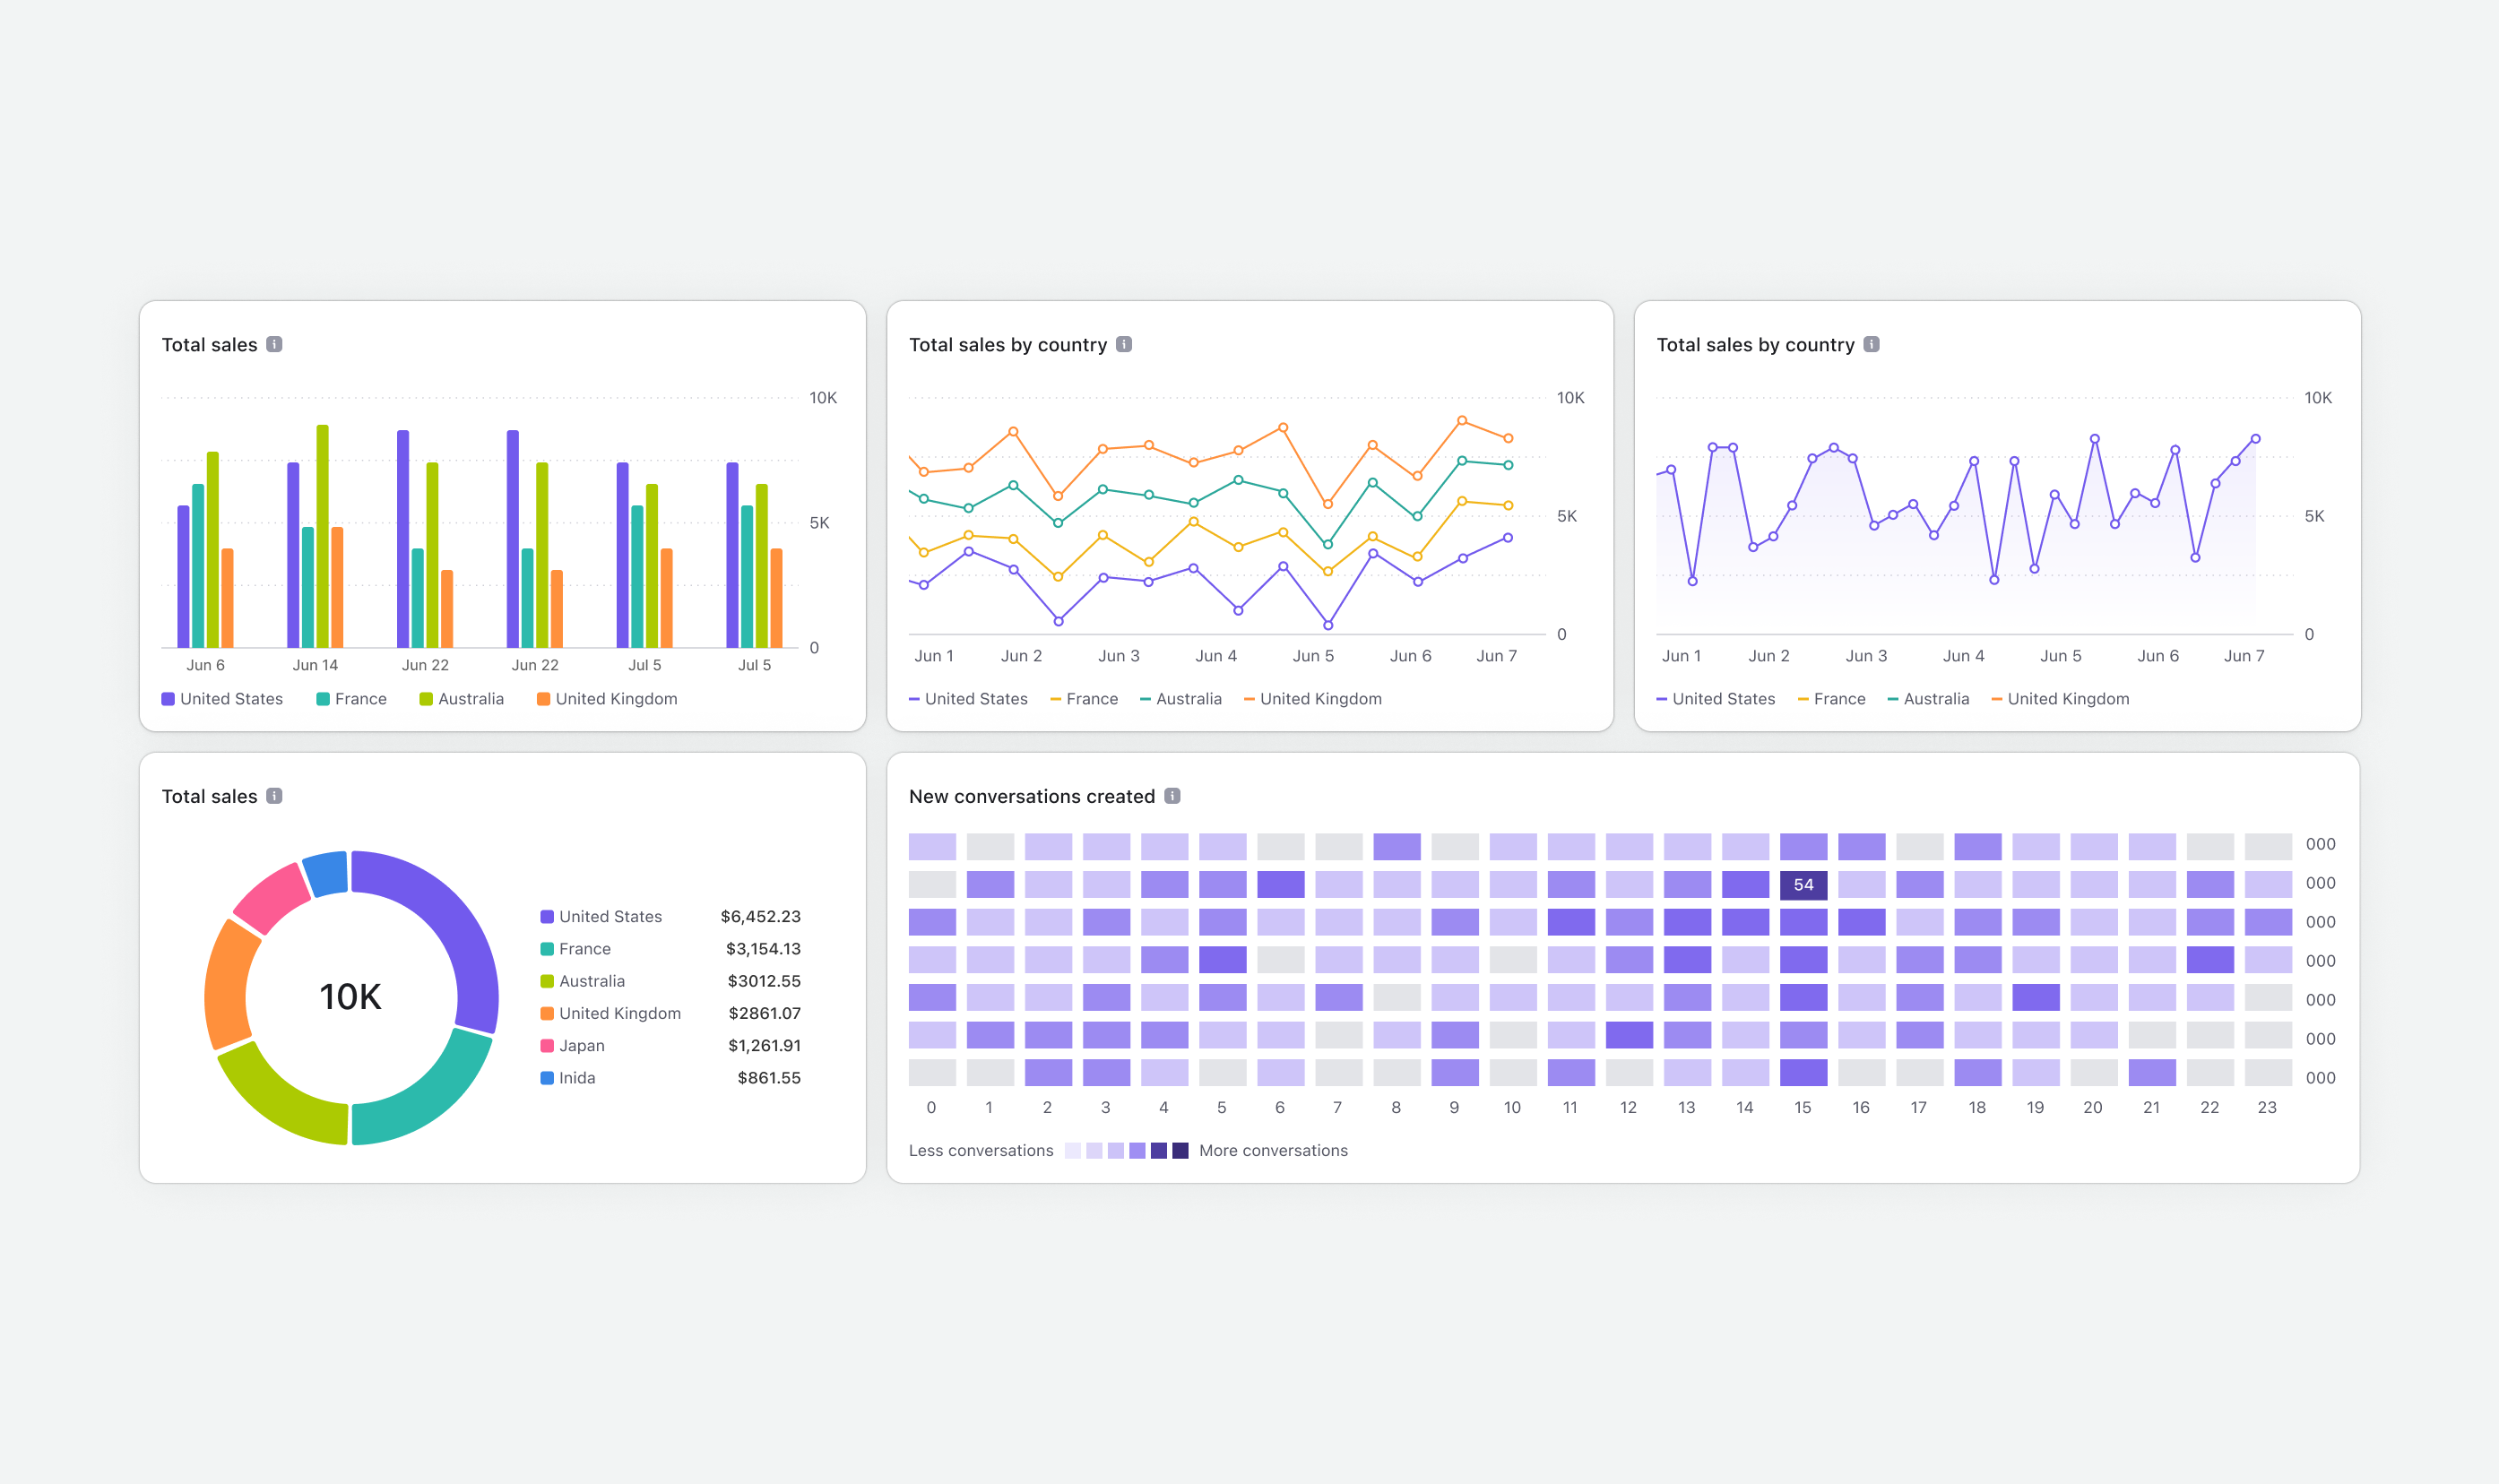 Total sales
10K
5K
0
Jun 6 Jun 14 Jun 22 Jun 22 Jul 5 Jul 5
United States France Australia United Kingdom
Total sales by country
10K
5K
0
Jun 1 Jun 2 Jun 3 Jun 4 Jun 5 Jun 6 Jun 7
United States France Australia United Kingdom
Total sales by country
10K
5K
0
Jun 1 Jun 2 Jun 3 Jun 4 Jun 5 Jun 6 Jun 7
United States France Australia United Kingdom
Total sales
10K
United States $6,452.23
France $3,154.13
Australia $3012.55
United Kingdom $2861.07
Japan $1,261.91
Inida $861.55
New conversations created
000
54 000
000
000
000
000
000
0 1 2 3 4 5 6 7 8 9 10 11 12 13 14 15 16 17 18 19 20 21 22 23
Less conversations More conversations